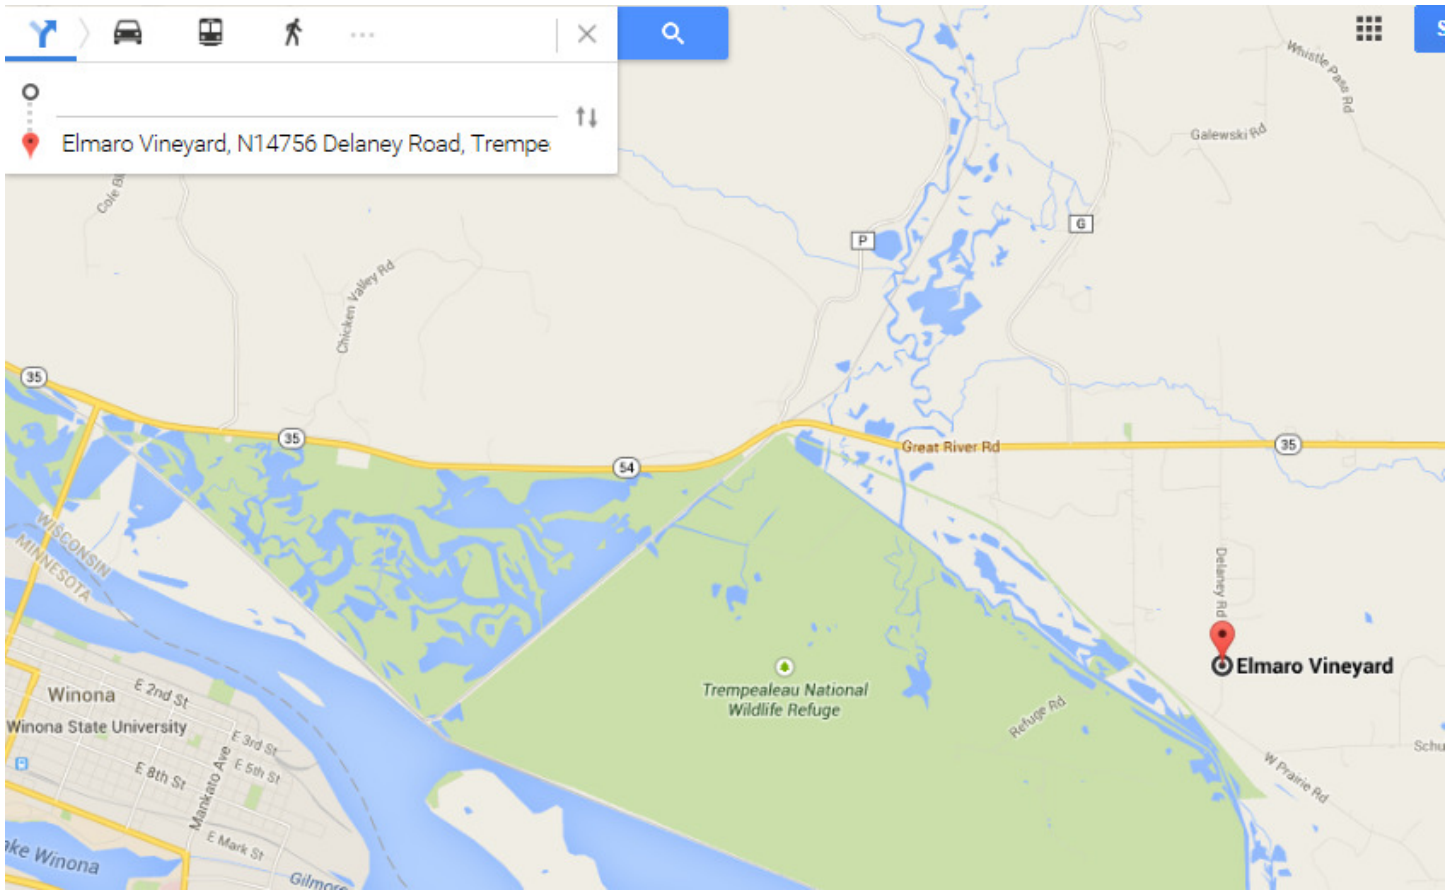 Elmaro Vineyard, N14756 Delaney Road, Trempe
S
Whistle Pass Rd
Galewski Rd
Cole B
G
P
Chicken Valley Rd
35
35
Great River Rd
35
54
WISCONSIN
MINNESOTA
Delaney Rd
Elmaro Vineyard
Trempealeau National
Wildlife Refuge
Winona
E 2nd St
Winona State University
E 3rd St
E 5th St
E 8th St
Mankato Ave
Refuge Rd
W Prairie Rd
Schu
E Mark St
ake Winona
Gilmore